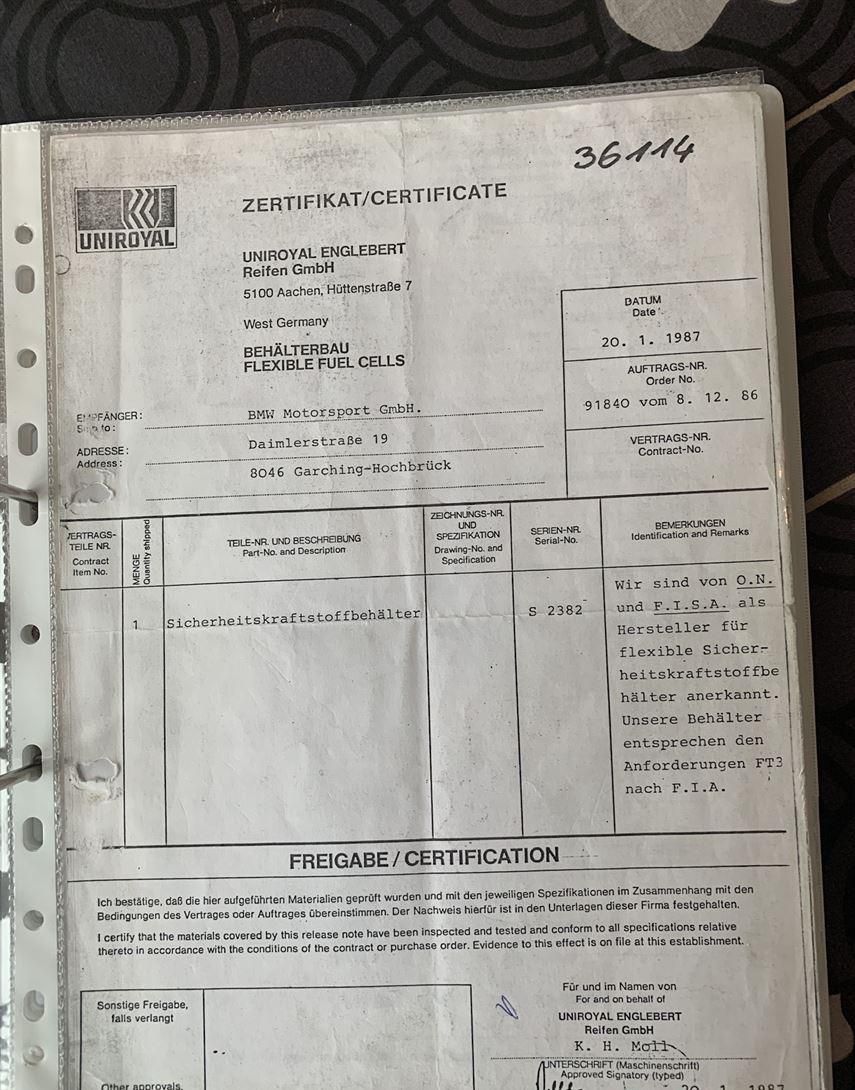 36114
UNIROYAL
ZERTIFIKAT/CERTIFICATE
UNIROYAL ENGLEBERT
Reifen GmbH
5100 Aachen, Hüttenstraße 7
West Germany
BEHÄLTERBAU
FLEXIBLE FUEL CELLS
DATUM
Date
20. 1. 1987
AUFTRAGS-NR.
Order No.
91840 vom 8. 12. 86
VERTRAGS-NR.
Contract-No.
EMPFÄNGER:
to:
BMW Motorsport GmbH.
ADRESSE:
Address:
Daimlerstraße 19
8046 Garching-Hochbrück
VERTRAGS-
TEILE NR.
Contract
Item No.
MENGE
Quantity shipped
TEILE-NR. UND BESCHREIBUNG
Part-No. and Description
ZEICHNUNGS-NR.
UND
SPEZIFIKATION
Drawing-No. and
Specification
SERIEN-NR.
Serial-No.
BEMERKUNGEN
Identification and Remarks
1
Sicherheitskraftstoffbehälter
S 2382
Wir sind von O.N.
und F.I.S.A. als
Hersteller für
flexible Sicher-
heitskraftstoffbe
hälter anerkannt.
Unsere Behälter
entsprechen den
Anforderungen FT3
nach F.I.A.
FREIGABE / CERTIFICATION
Ich bestätige, daß die hier aufgeführten Materialien geprüft wurden und mit den jeweiligen Spezifikationen im Zusammenhang mit den
Bedingungen des Vertrages oder Auftrages übereinstimmen. Der Nachweis hierfür ist in den Unterlagen dieser Firma festgehalten.
I certify that the materials covered by this release note have been inspected and tested and conform to all specifications relative
thereto in accordance with the conditions of the contract or purchase order. Evidence to this effect is on file at this establishment.
Sonstige Freigabe,
falls verlangt
Other approvals,
Für und im Namen von
For and on behalf of
UNIROYAL ENGLEBERT
Reifen GmbH
K. H. Moll
UNTERSCHRIFT (Maschinenschrift)
Approved Signatory (typed)
20. 1. 1987